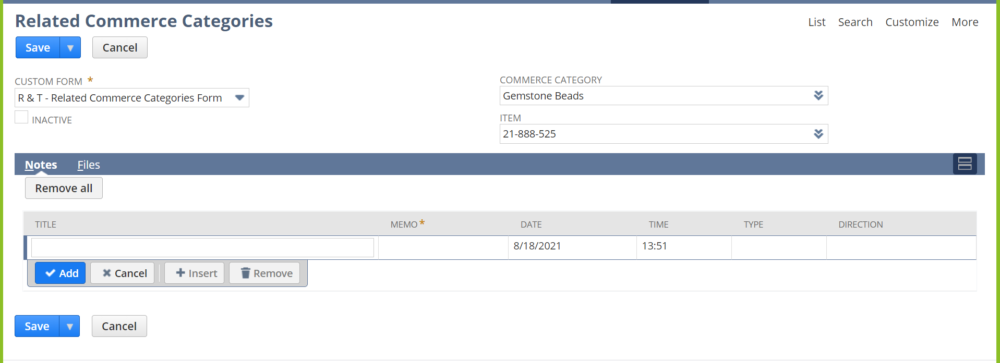 Related Commerce Categories
List Search Customize More
Save Cancel
CUSTOM FORM *
R & T - Related Commerce Categories Form
INACTIVE
COMMERCE CATEGORY
Gemstone Beads
ITEM
21-888-525
Notes Files
Remove all
TITLE MEMO* DATE TIME TYPE DIRECTION
8/18/2021 13:51
Add Cancel Insert Remove
Save Cancel